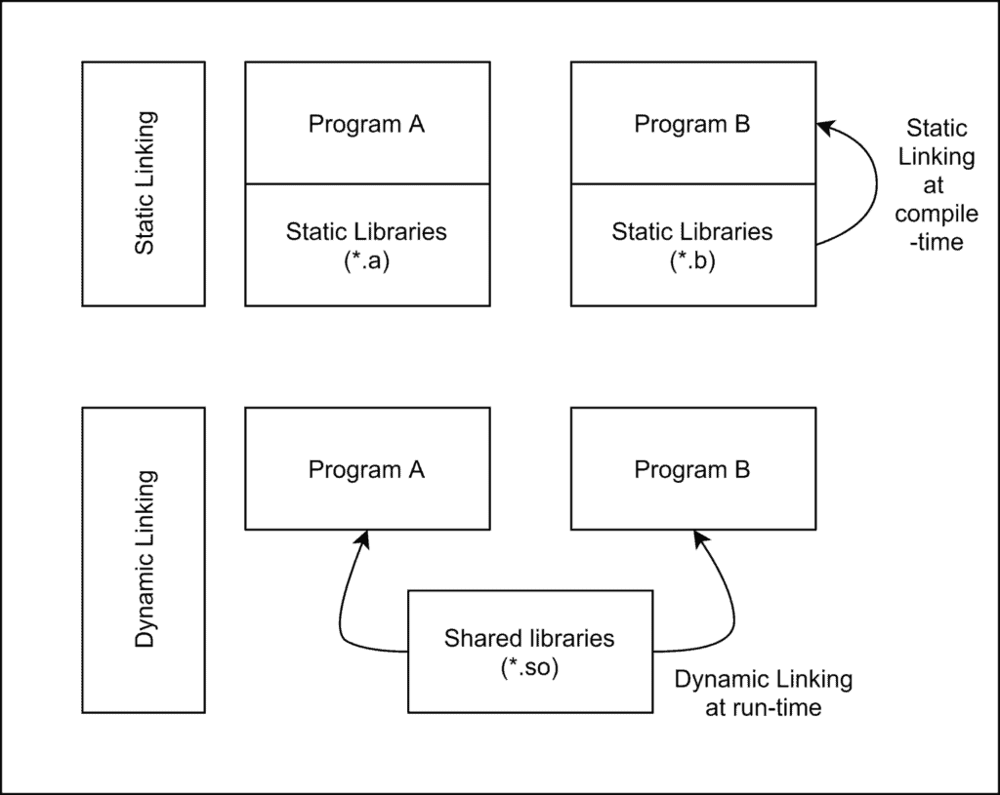 Static Linking
Program A
Static Libraries
(*.a)
Program B
Static Libraries
(*.b)
Static
Linking
at
compile
-time
Dynamic Linking
Program A
Program B
Shared libraries
(*.so)
Dynamic Linking
at run-time